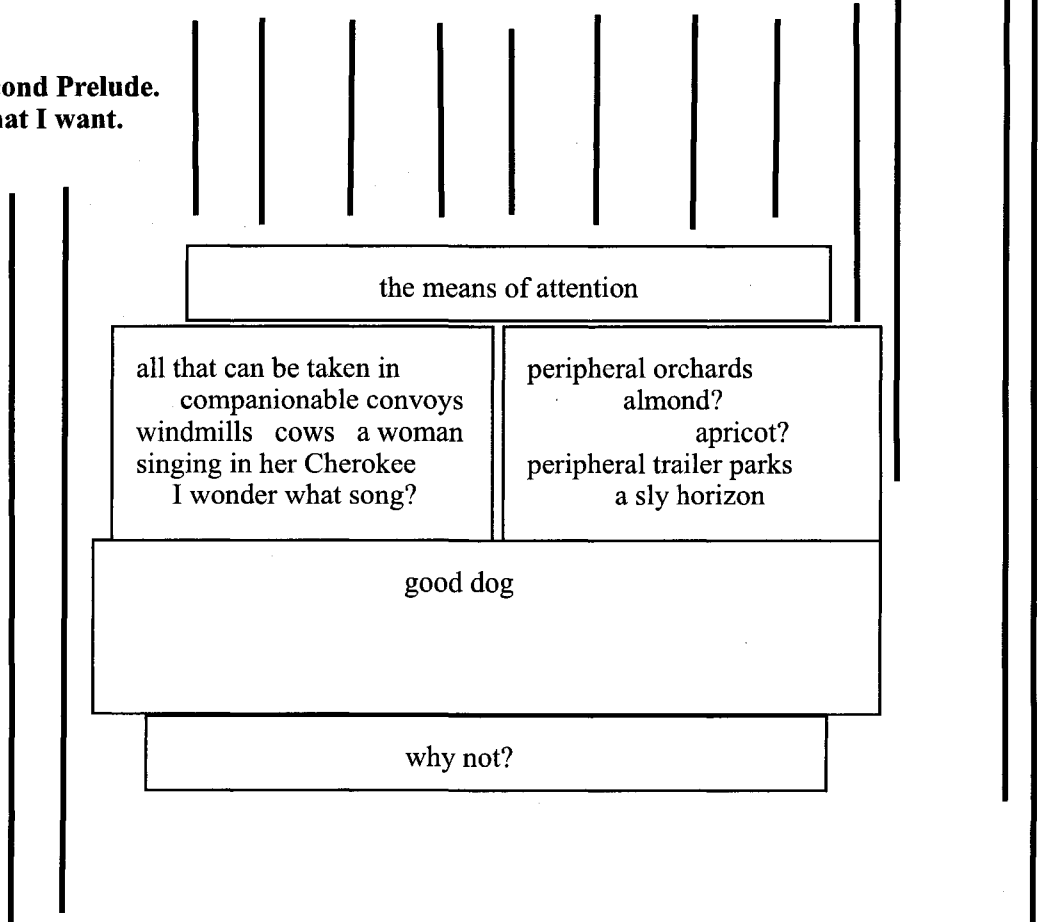 ond Prelude.
at I want.
the means of attention
all that can be taken in
companionable convoys
windmills cows a woman
singing in her Cherokee
I wonder what song?
peripheral orchards
almond?
apricot?
peripheral trailer parks
a sly horizon
good dog
why not?